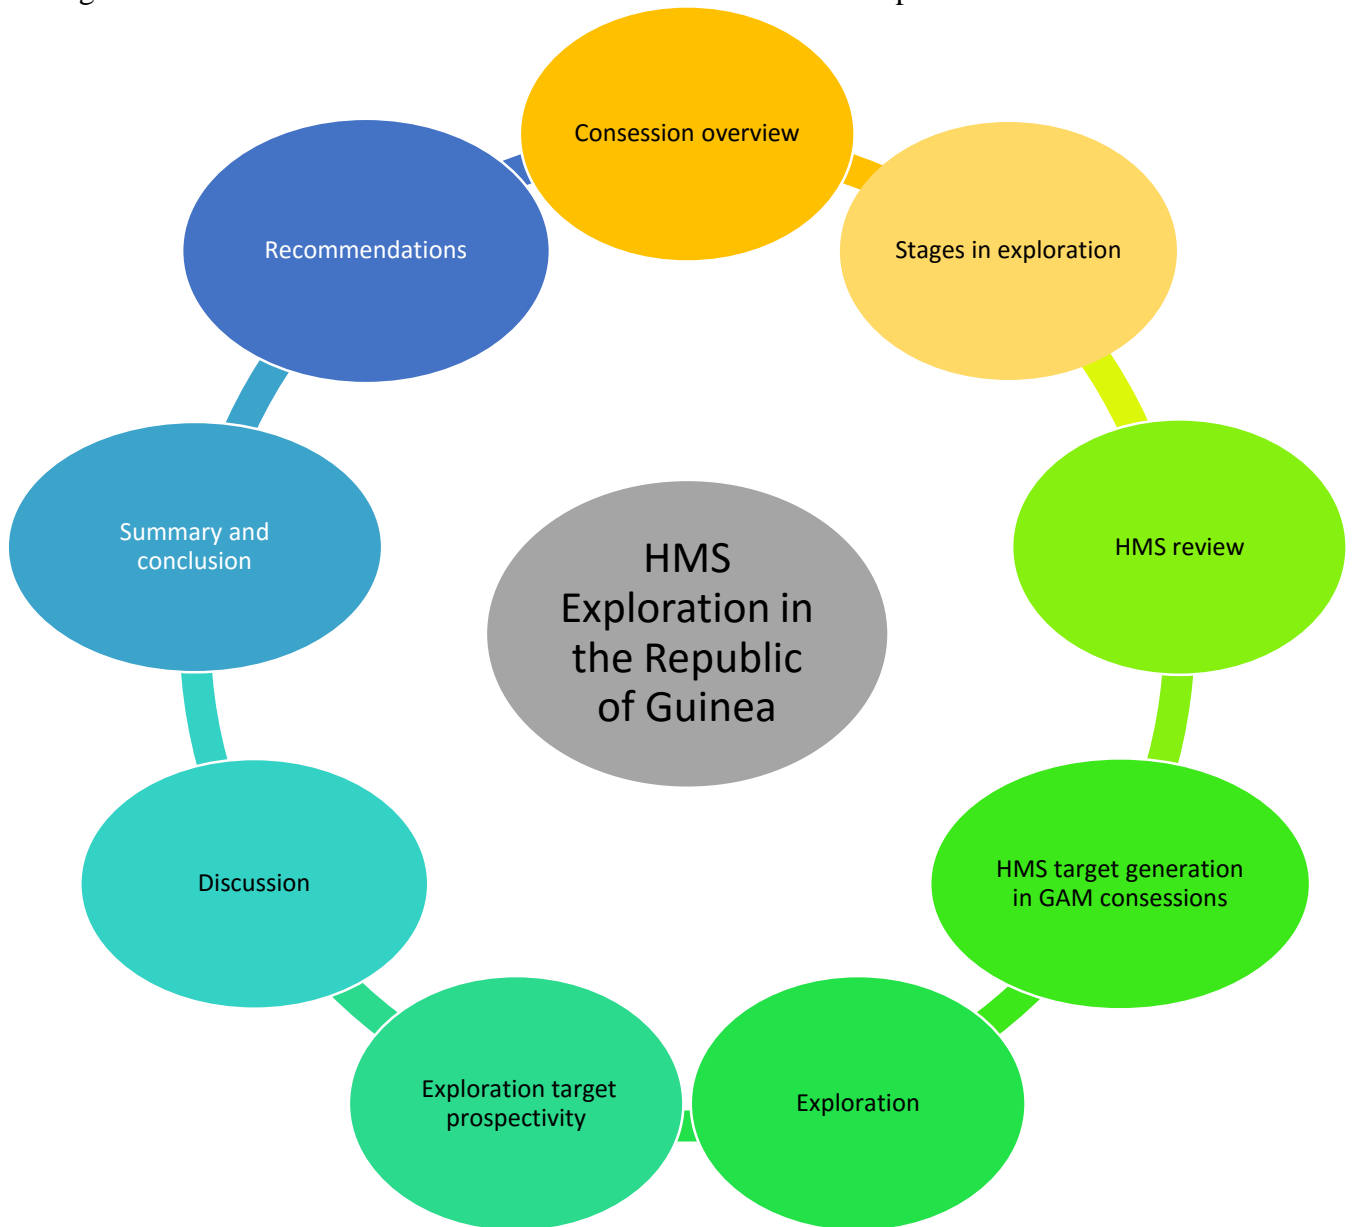 Consession overview
Stages in exploration
HMS review
HMS target generation
in GAM consessions
Exploration
Exploration target
prospectivity
Discussion
Summary and
conclusion
Recommendations
HMS
Exploration in
the Republic
of Guinea